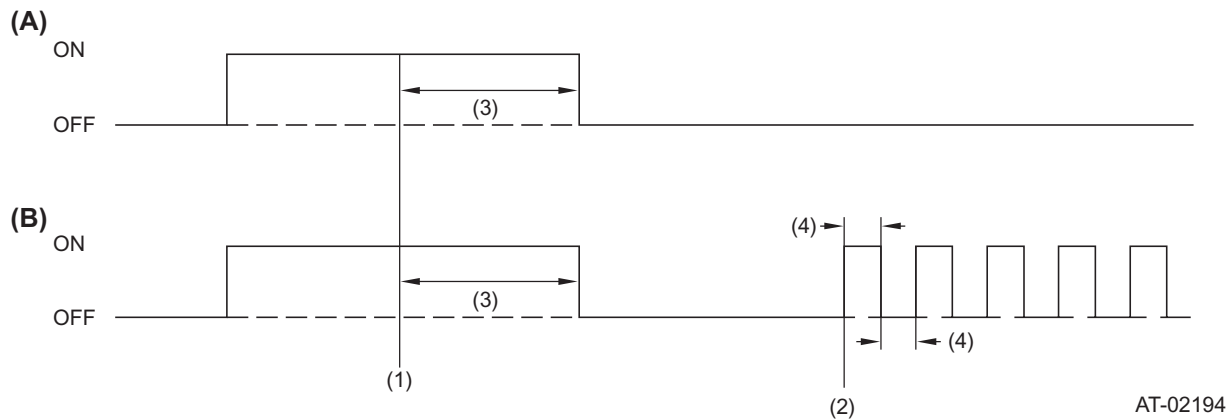 (A)
ON
(3)
OFF
(B)
ON
(4)
(3)
OFF
(4)
(1)
(2)
AT-02194